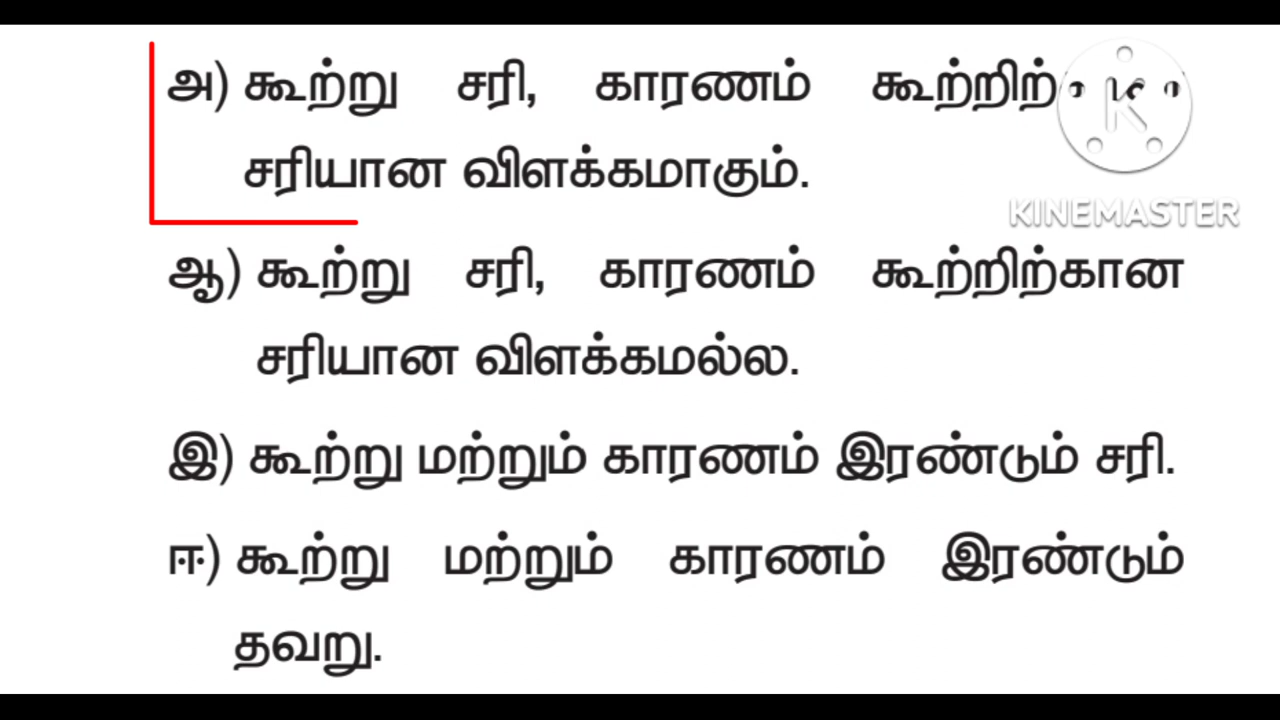 அ) கூற்று சரி, காரணம்
சரியான விளக்கமாகும்.
ஆ) கூற்று சரி, காரணம் கூற்றிற்கான
சரியான விளக்கமல்ல.
இ) கூற்று மற்றும் காரணம் இரண்டும் சரி.
ஈ) கூற்று மற்றும் காரணம் இரண்டும்
தவறு.
KINEMASTER